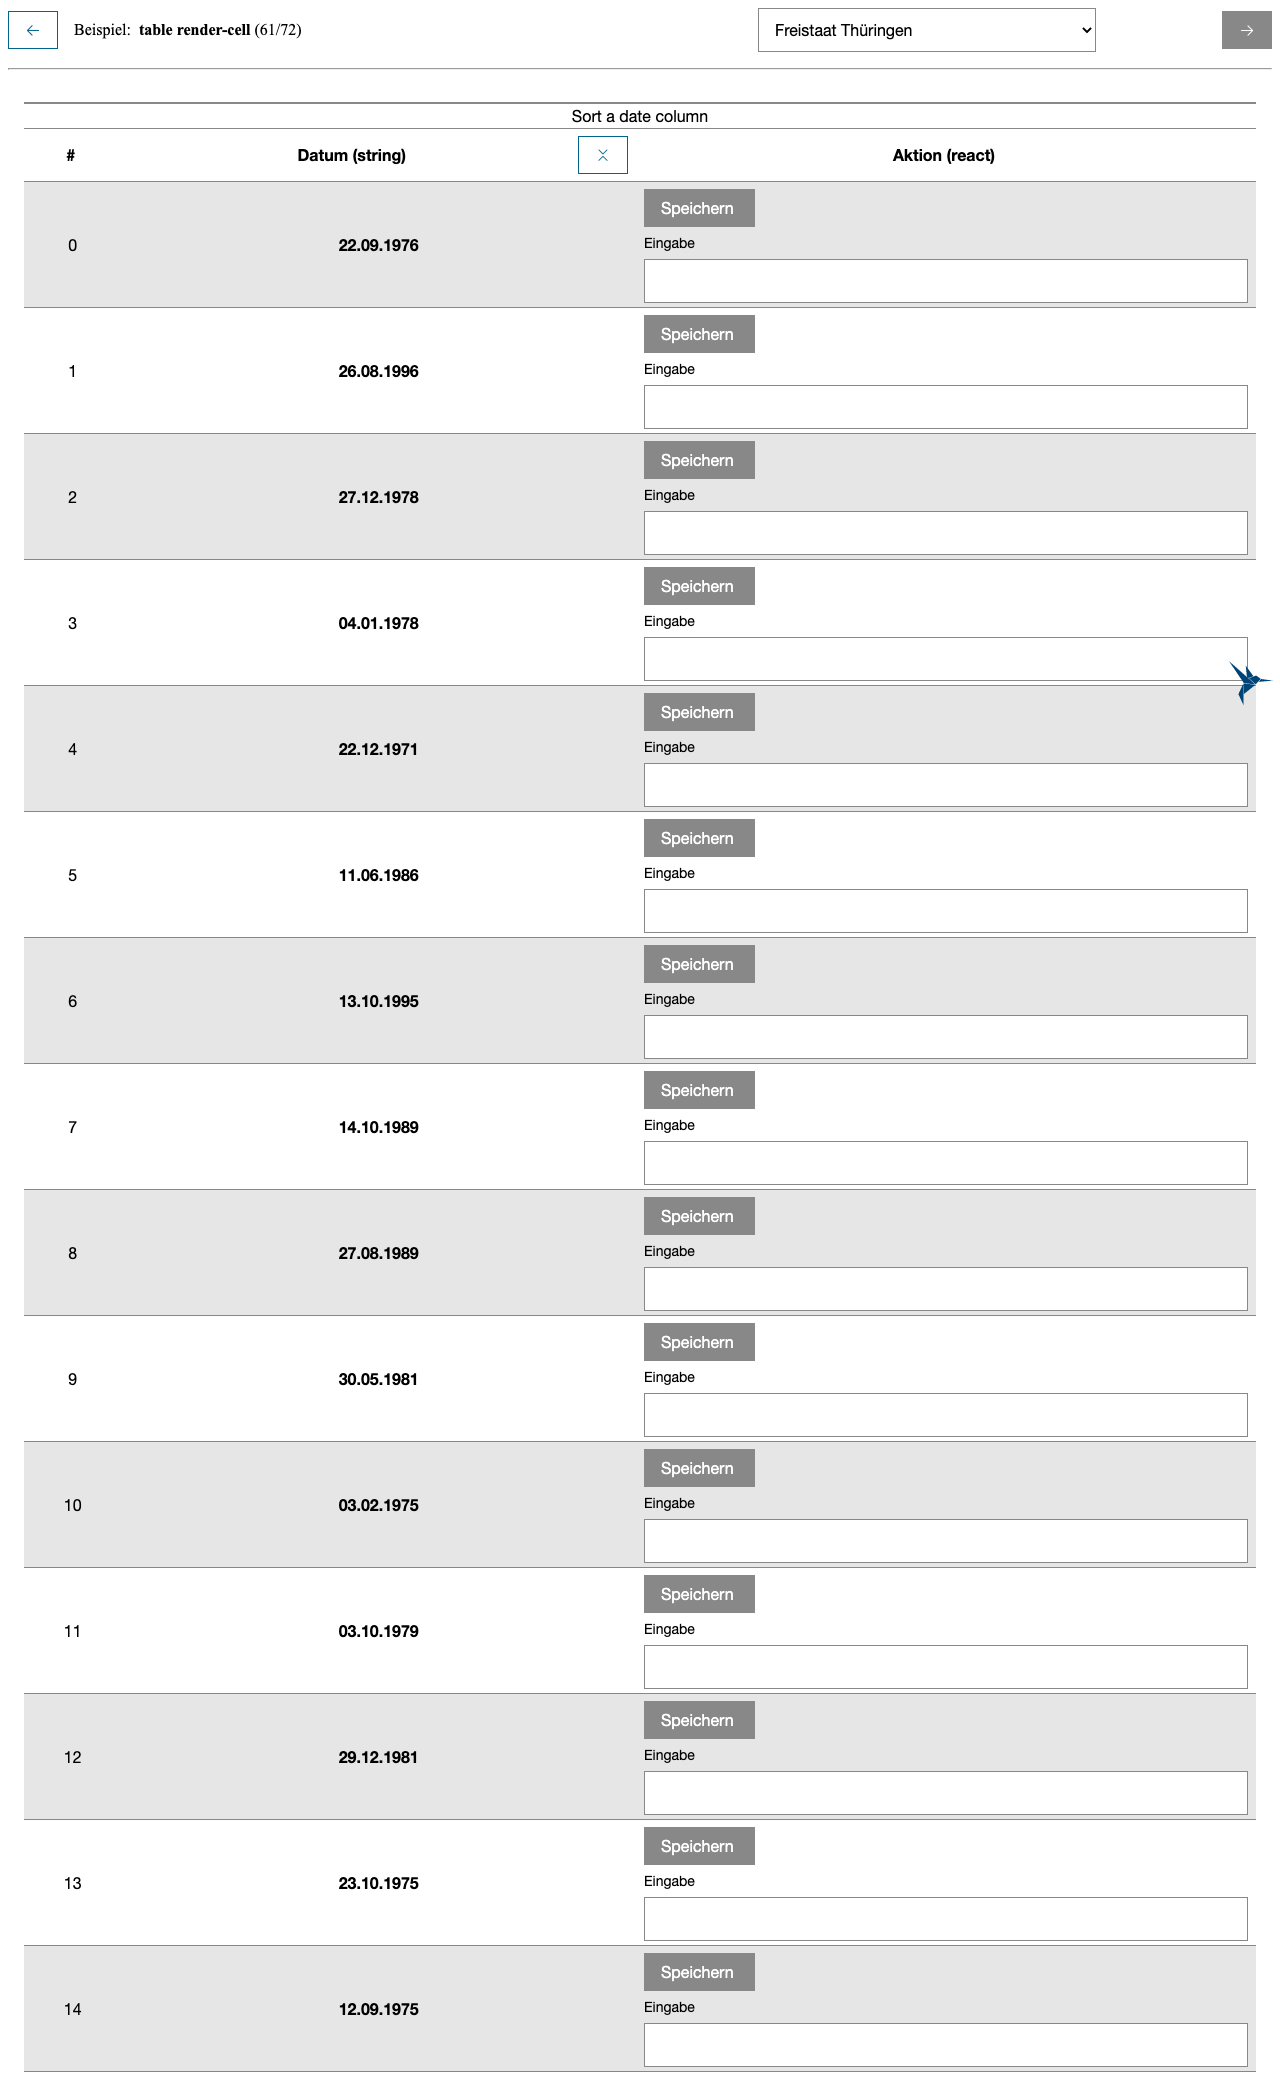 Beispiel: table render-cell (61/72)
Freistaat Thüringen
Sort a date column
# Datum (string) Aktion (react)
Speichern
Eingabe
0 22.09.1976
Speichern
Eingabe
1 26.08.1996
Speichern
Eingabe
2 27.12.1978
Speichern
Eingabe
3 04.01.1978
Speichern
Eingabe
4 22.12.1971
Speichern
Eingabe
5 11.06.1986
Speichern
Eingabe
6 13.10.1995
Speichern
Eingabe
7 14.10.1989
Speichern
Eingabe
8 27.08.1989
Speichern
Eingabe
9 30.05.1981
Speichern
Eingabe
10 03.02.1975
Speichern
Eingabe
11 03.10.1979
Speichern
Eingabe
12 29.12.1981
Speichern
Eingabe
13 23.10.1975
Speichern
Eingabe
14 12.09.1975